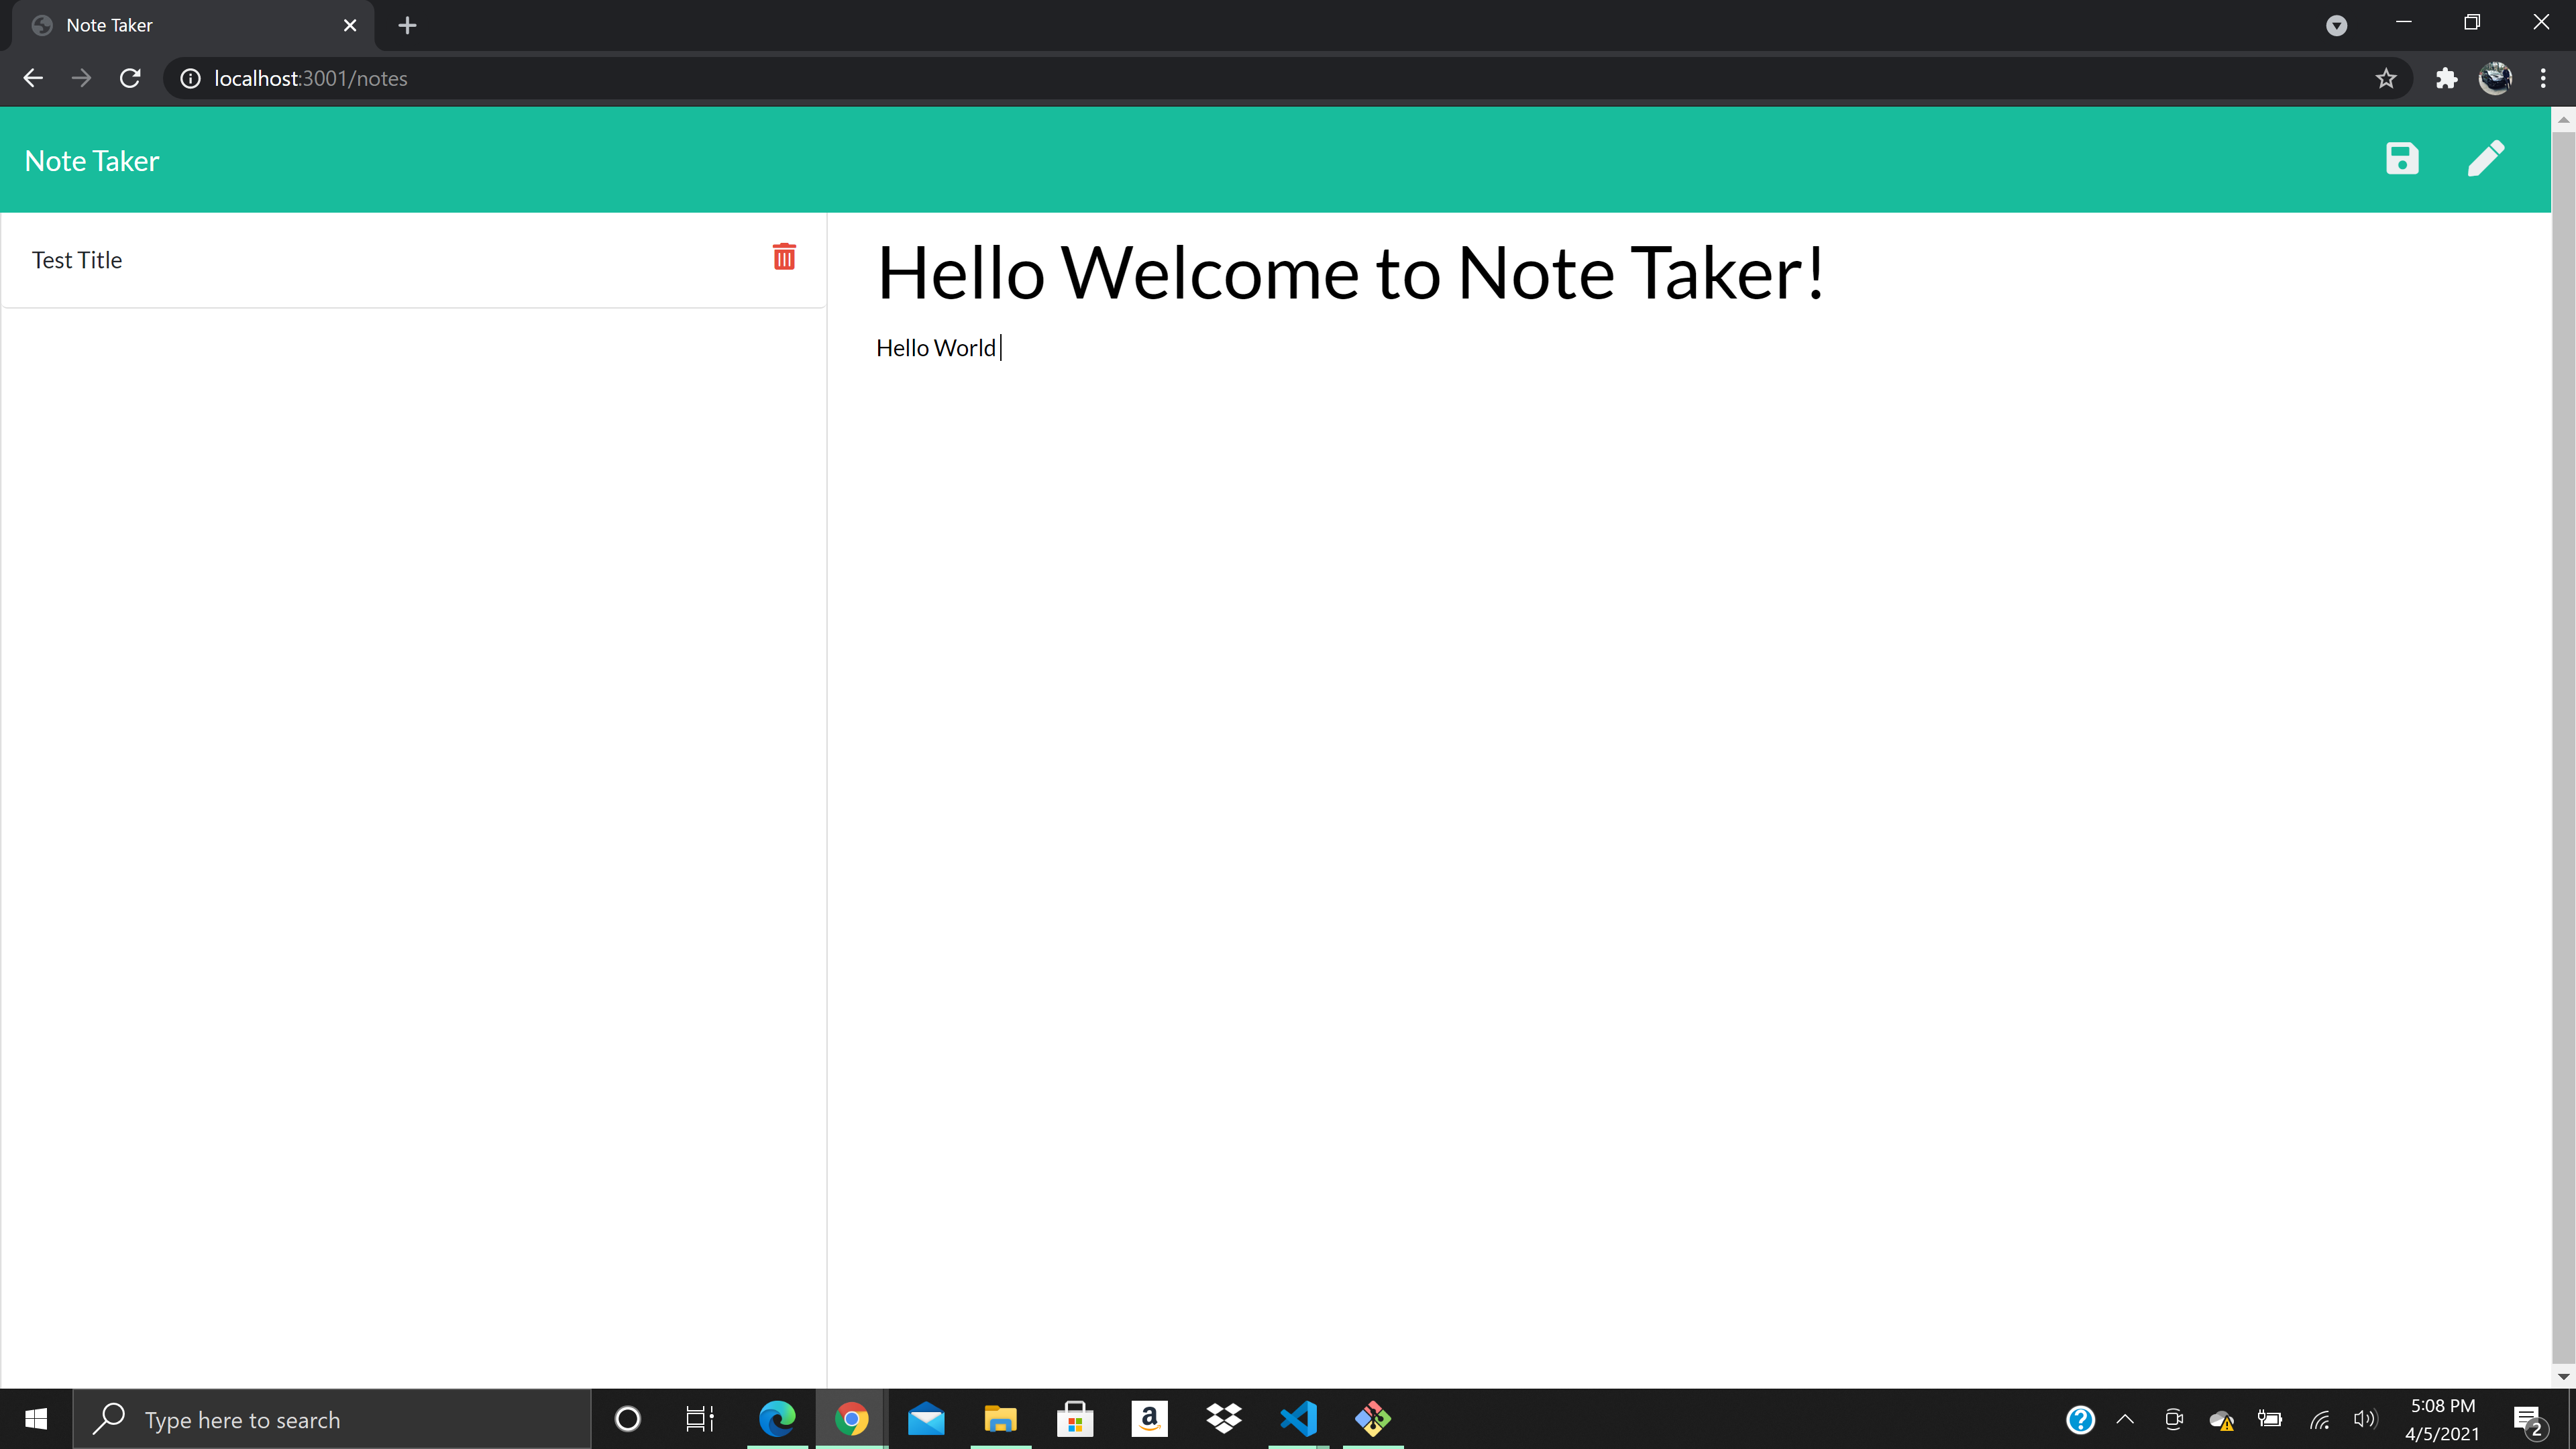 Note Taker
localhost:3001/notes
Note Taker
Test Title
Hello Welcome to Note Taker!
Hello World
Type here to search
a
5:08 PM
4/5/2021
2